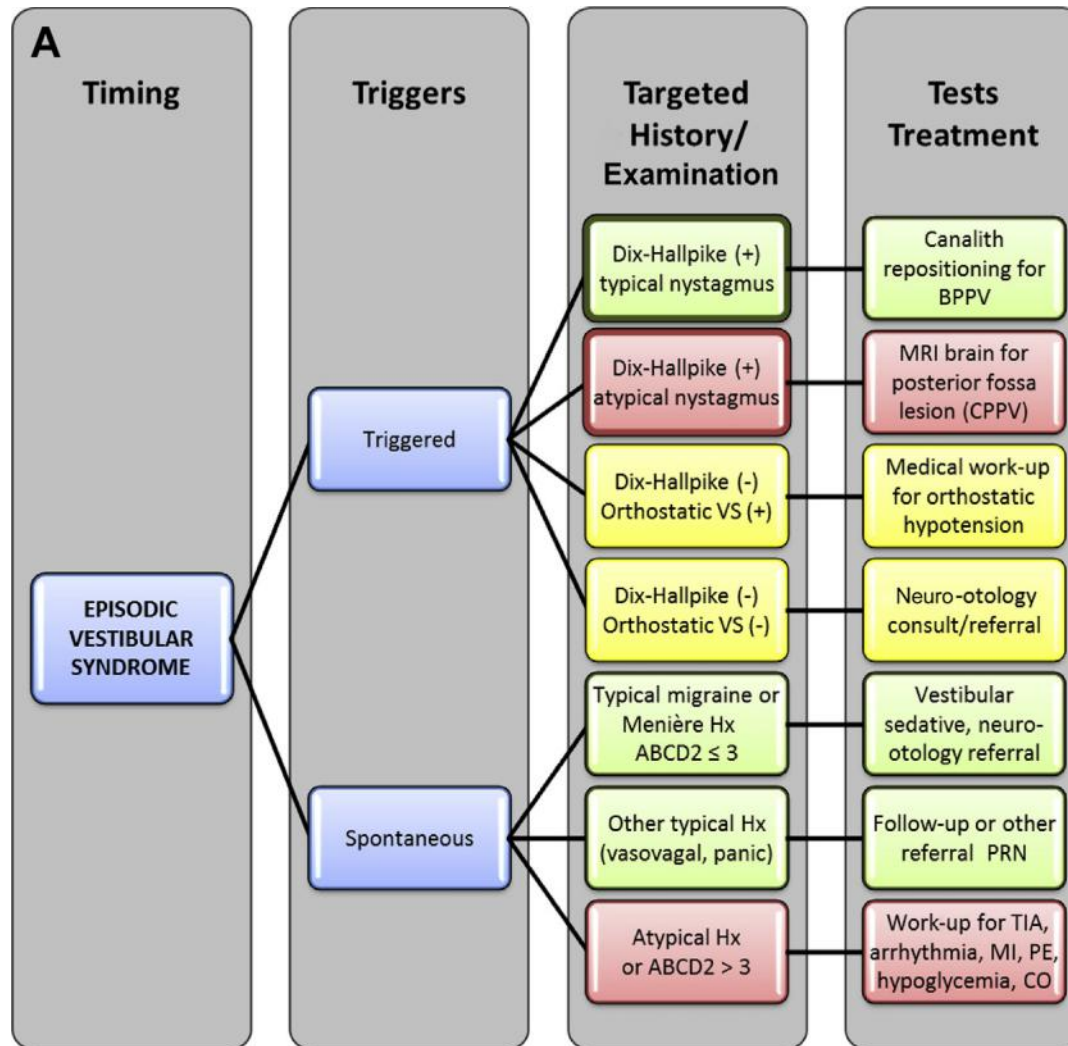 A
Timing
Triggers
Targeted
History/
Examination
Tests
Treatment
EPISODIC
VESTIBULAR
SYNDROME
Triggered
Spontaneous
Dix-Hallpike (+)
typical nystagmus
Canalith
repositioning for
BPPV
Dix-Hallpike (+)
atypical nystagmus
MRI brain for
posterior fossa
lesion (CPPV)
Dix-Hallpike (-)
Orthostatic VS (+)
Medical work-up
for orthostatic
hypotension
Dix-Hallpike (-)
Orthostatic VS (-)
Neuro-otology
consult/referral
Typical migraine or
Menière Hx
ABCD2 ≤ 3
Vestibular
sedative, neuro-
otology referral
Other typical Hx
(vasovagal, panic)
Follow-up or other
referral PRN
Atypical Hx
or ABCD2 > 3
Work-up for TIA,
arrhythmia, MI, PE,
hypoglycemia, CO